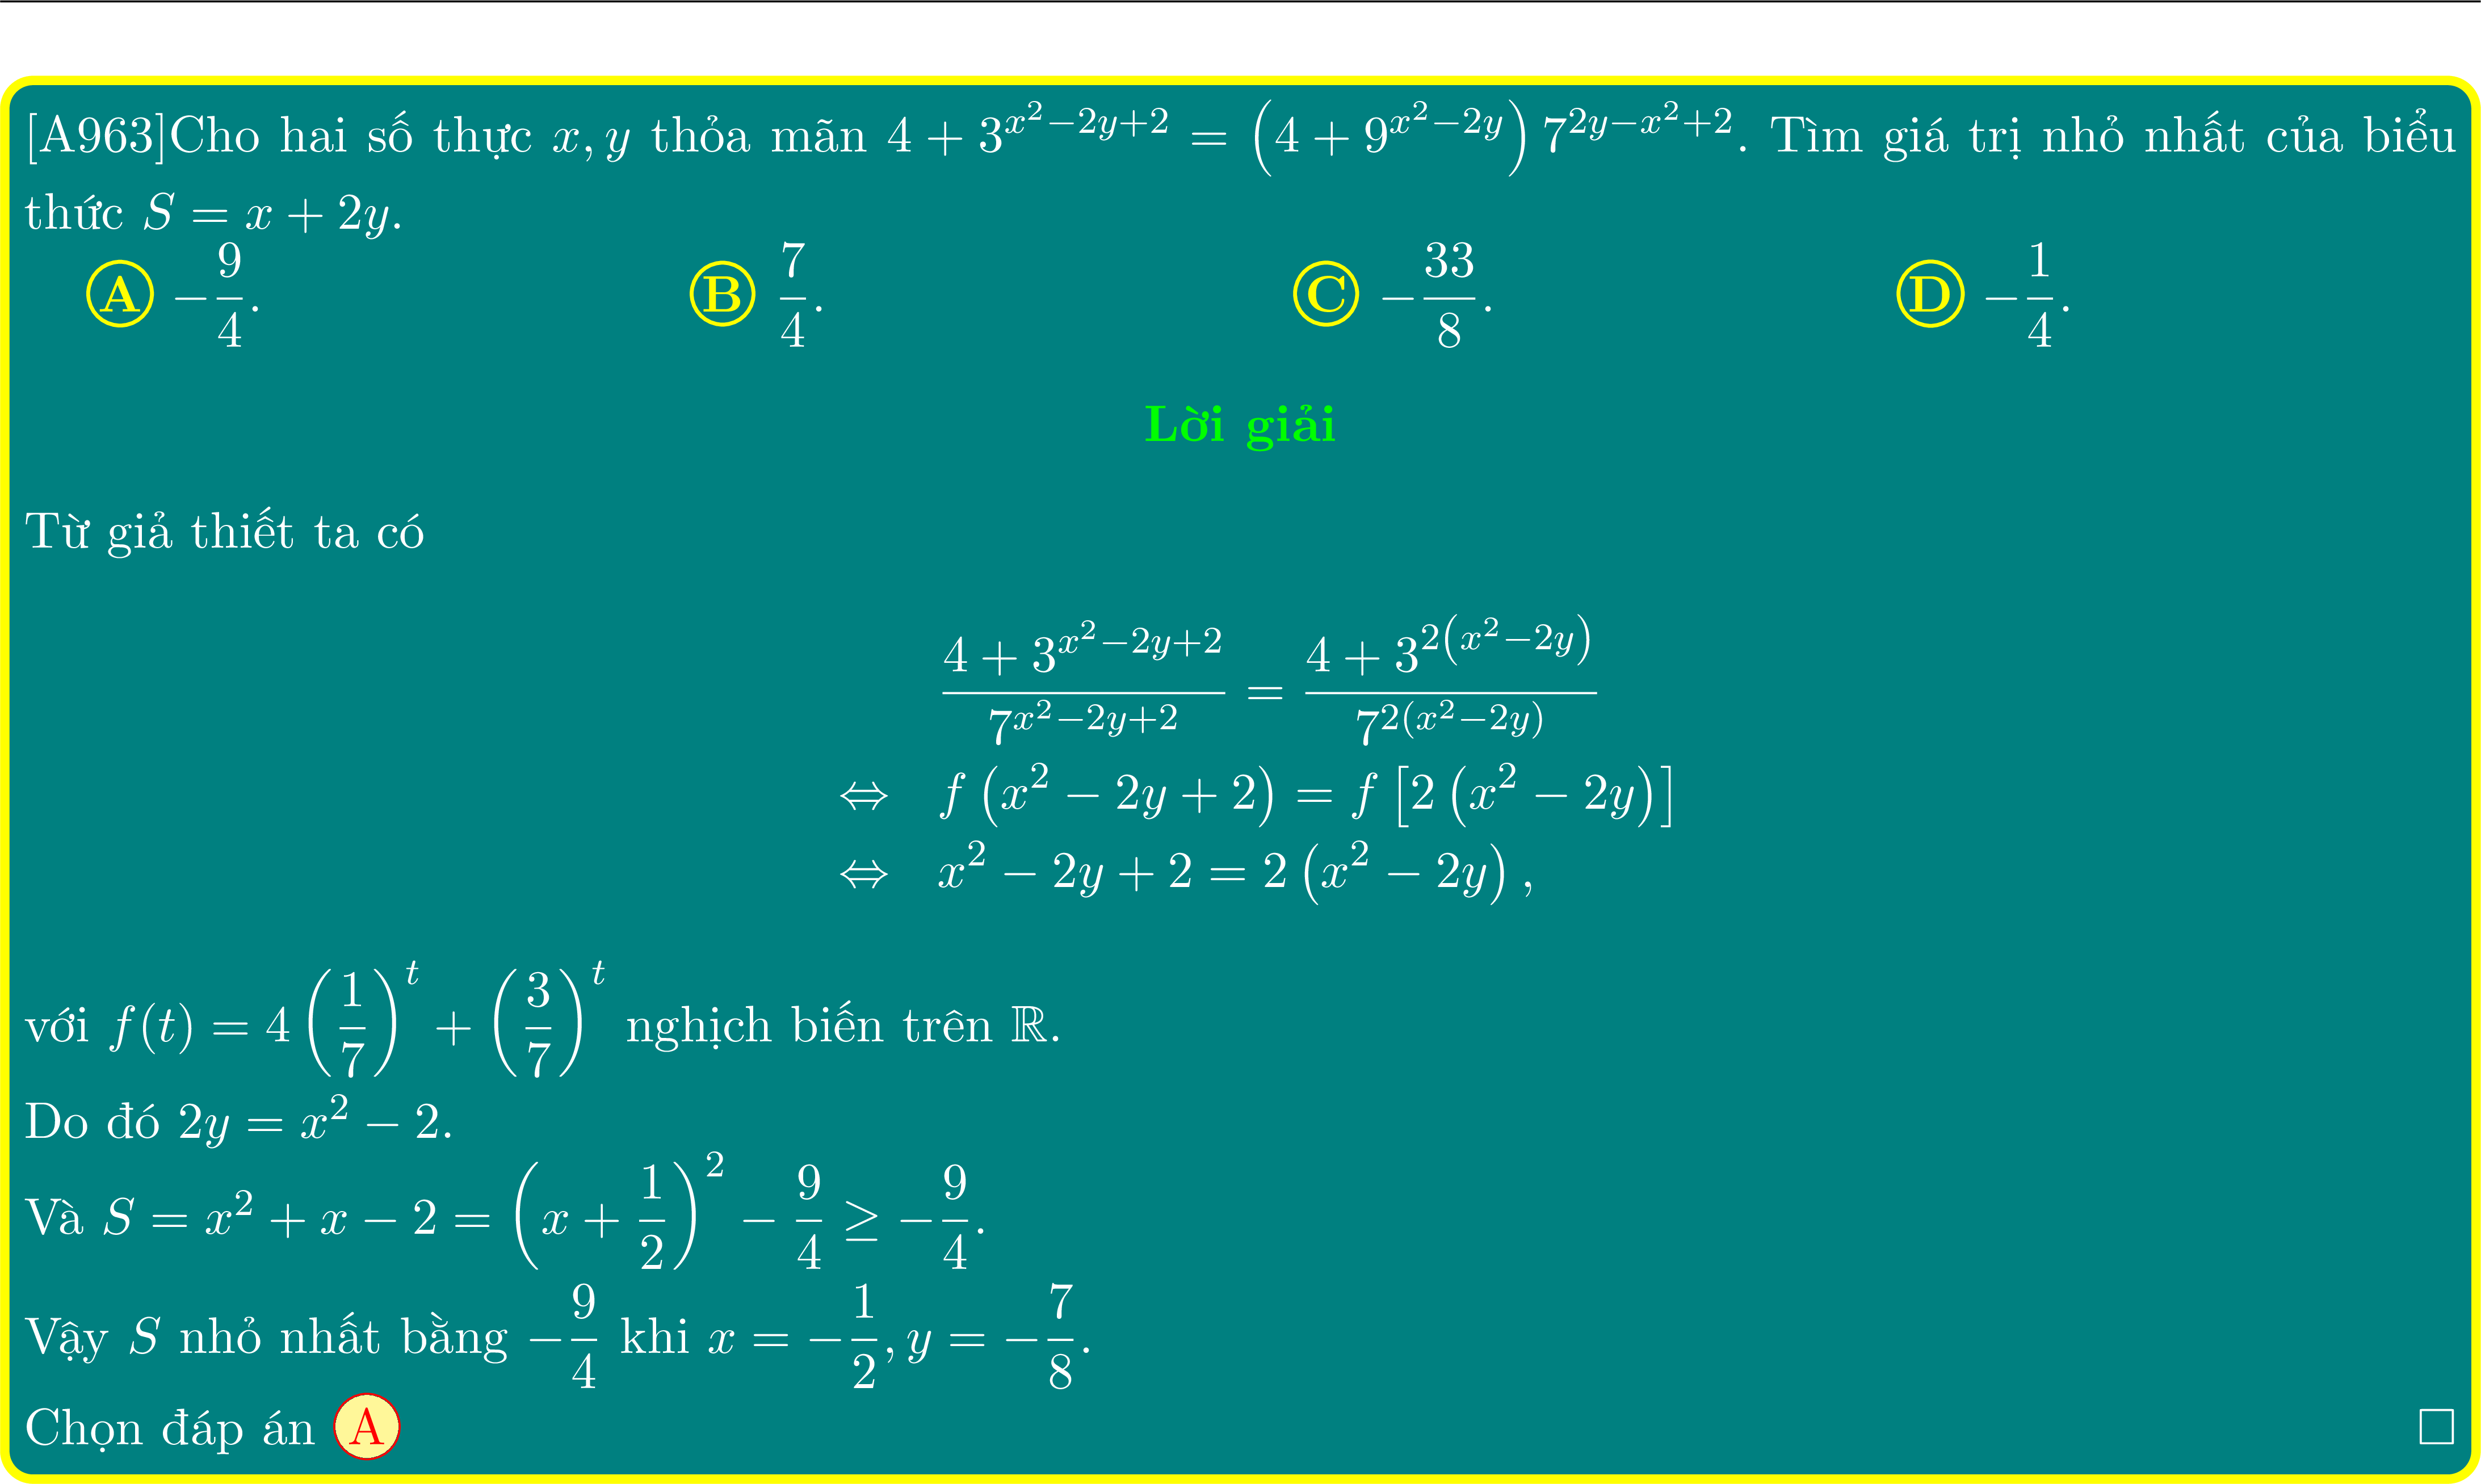 [A963]Cho hai số thực $x, y$ thỏa mãn $4 + 3^{x^2-2y+2} = \left(4 + 9^{x^2-2y}\right) 7^{2y-x^2+2}$. Tìm giá trị nhỏ nhất của biểu
thức $S = x + 2y$.
Ⓐ $-\frac{9}{4}$. Ⓑ $\frac{7}{4}$. Ⓒ $-\frac{33}{8}$. Ⓓ $-\frac{1}{4}$.
Lời giải
Từ giả thiết ta có
$\frac{4 + 3^{x^2-2y+2}}{7^{x^2-2y+2}} = \frac{4 + 3^{2\left(x^2-2y\right)}}{7^{2(x^2-2y)}}$
$\Leftrightarrow f\left(x^2 - 2y + 2\right) = f\left[2\left(x^2 - 2y\right)\right]$
$\Leftrightarrow x^2 - 2y + 2 = 2\left(x^2 - 2y\right),$
với $f(t) = 4\left(\frac{1}{7}\right)^t + \left(\frac{3}{7}\right)^t$ nghịch biến trên $\mathbb{R}$.
Do đó $2y = x^2 - 2$.
Và $S = x^2 + x - 2 = \left(x + \frac{1}{2}\right)^2 - \frac{9}{4} \geq -\frac{9}{4}$.
Vậy $S$ nhỏ nhất bằng $-\frac{9}{4}$ khi $x = -\frac{1}{2}, y = -\frac{7}{8}$.
Chọn đáp án Ⓐ □